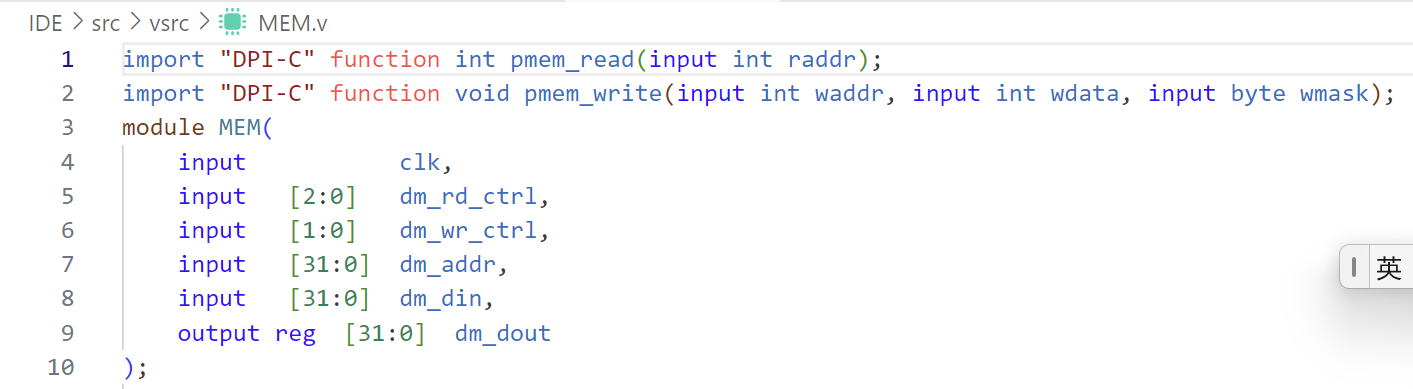 IDE > src > vsrc > MEM.v
1 import "DPI-C" function int pmem_read(input int raddr);
2 import "DPI-C" function void pmem_write(input int waddr, input int wdata, input byte wmask);
3 module MEM(
4 input clk,
5 input [2:0] dm_rd_ctrl,
6 input [1:0] dm_wr_ctrl,
7 input [31:0] dm_addr,
英
8 input [31:0] dm_din,
9 output reg [31:0] dm_dout
10 );